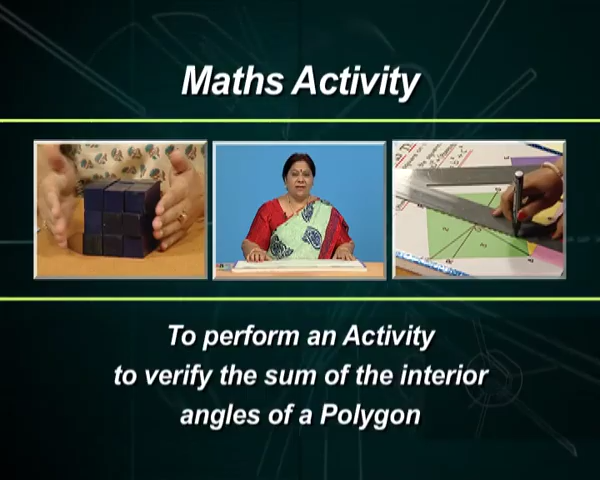 Maths Activity
To perform an Activity
to verify the sum of the interior
angles of a Polygon